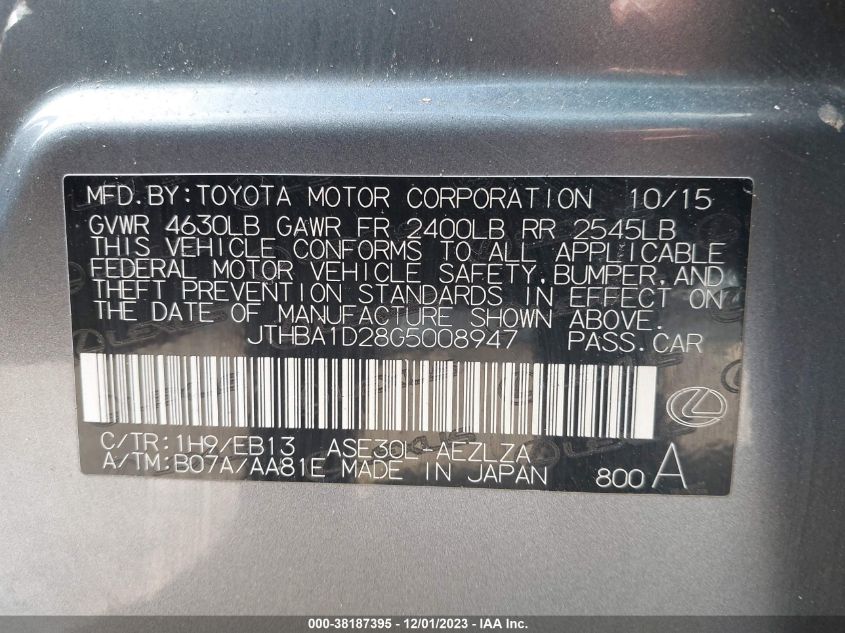 MFD.BY:TOYOTA MOTOR CORPORATION 10/15
GVWR 4630LB GAWR FR 2400LB RR 2545LB
THIS VEHICLE CONFORMS TO ALL APPLICABLE
FEDERAL MOTOR VEHICLE SAFETY, BUMPER, AND
THEFT PREVENTION STANDARDS IN EFFECT ON
THE DATE OF MANUFACTURE SHOWN ABOVE.
JTHBA1D28G5008947 PASS.CAR
C/TR:1H9/EB13 ASE30L-AEZLZA
A/TM:B07A/AA81E MADE IN JAPAN 800 A
000-38187395 - 12/01/2023 - IAA Inc.